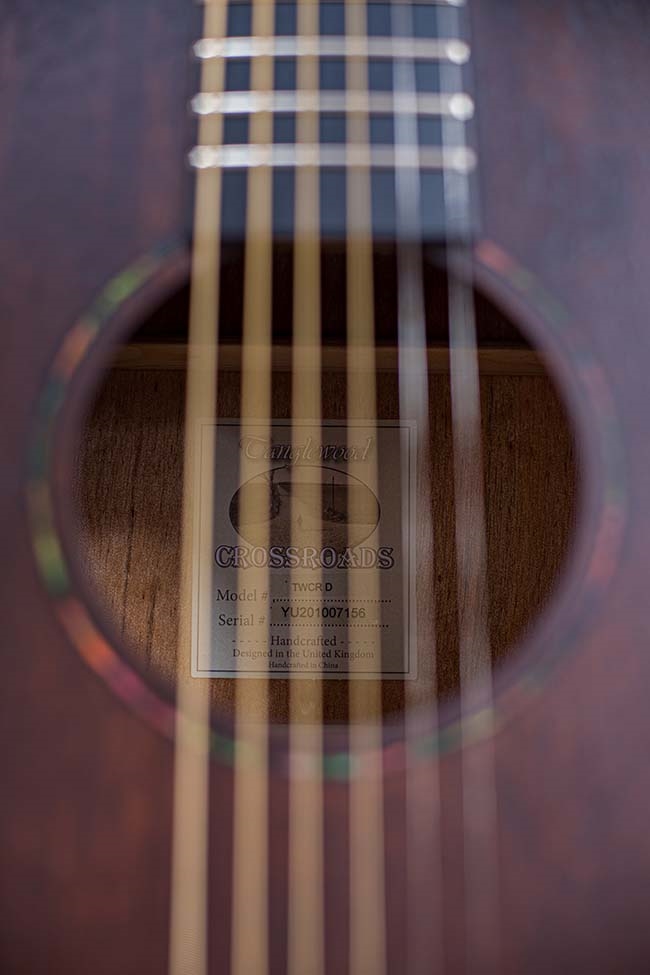 Tanglewood
CROSSROADS
TWCR D
Model #
YU201007156
Serial #
- - - - - Handcrafted - - - - -
Designed in the United Kingdom
Handcrafted in China